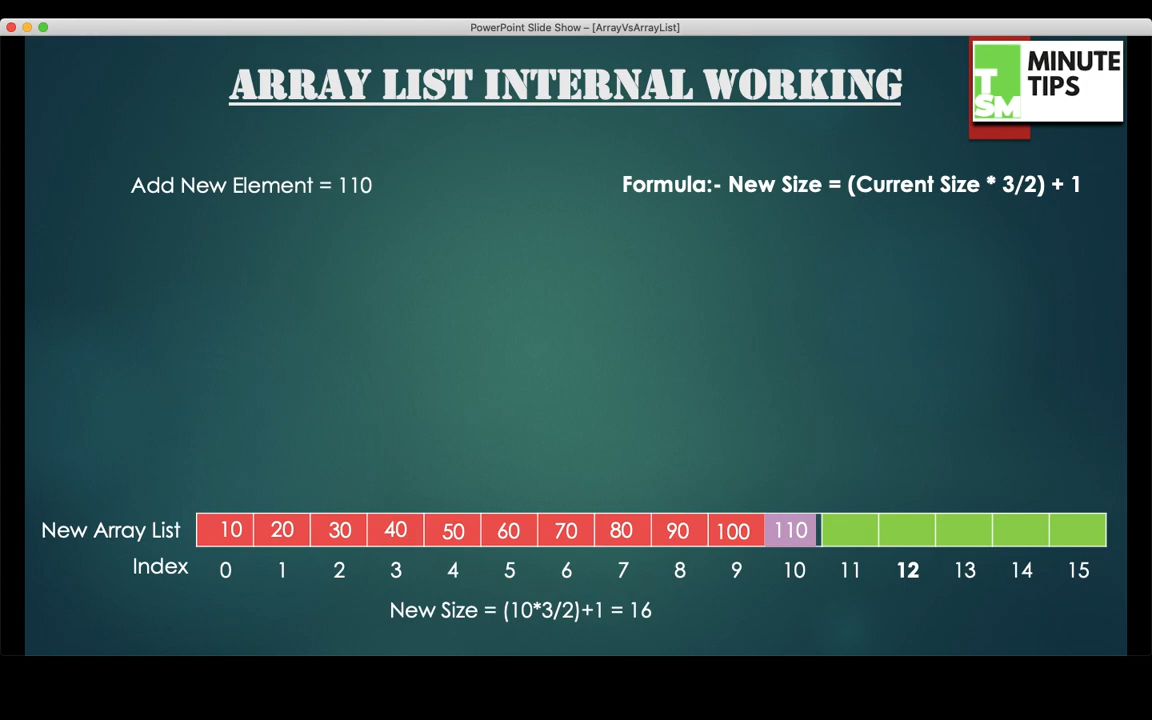 PowerPoint Slide Show – [ArrayVsArrayList]
ARRAY LIST INTERNAL WORKING
TSM MINUTE TIPS
Add New Element = 110
Formula:- New Size = (Current Size * 3/2) + 1
New Array List 10 20 30 40 50 60 70 80 90 100 110
Index 0 1 2 3 4 5 6 7 8 9 10 11 12 13 14 15
New Size = (10*3/2)+1 = 16